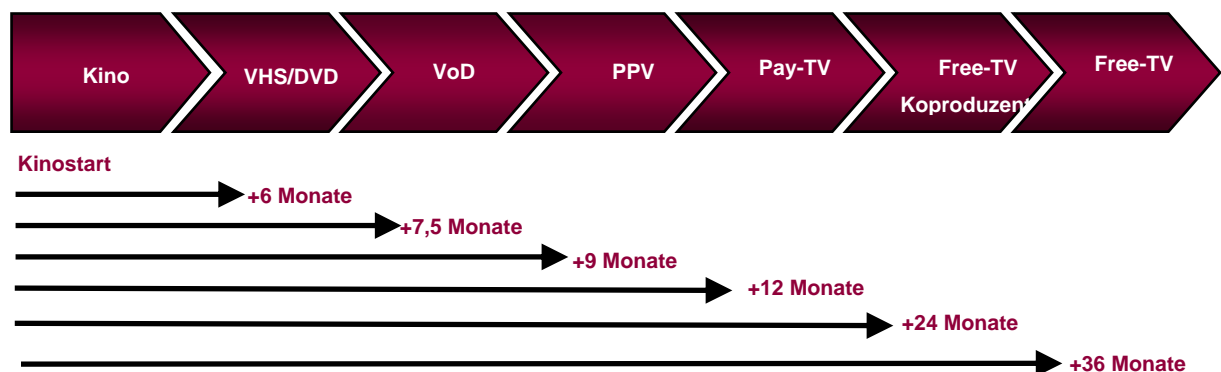 Kino
VHS/DVD
VoD
PPV
Pay-TV
Free-TV
Koproduzent
Free-TV
Kinostart
+6 Monate
+7,5 Monate
+9 Monate
+12 Monate
+24 Monate
+36 Monate